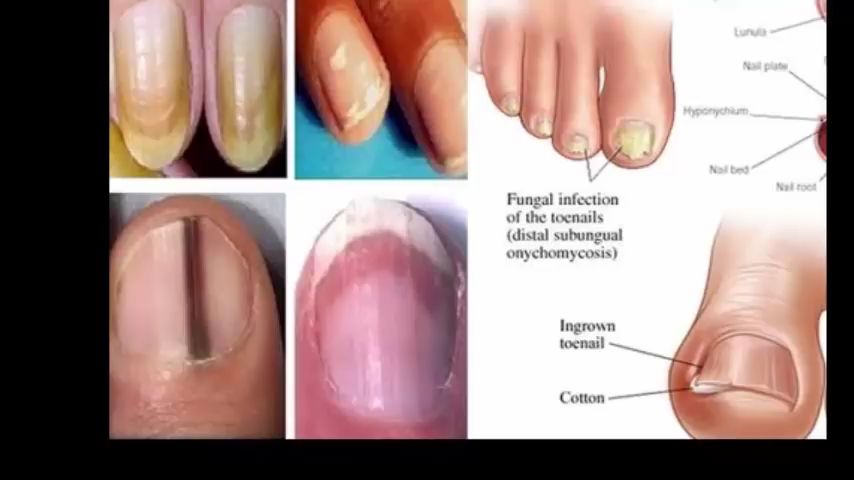 Lunula
Nail plate
Hyponychium
Nail bed
Nail root
Fungal infection
of the toenails
(distal subungual
onychomycosis)
Ingrown
toenail
Cotton